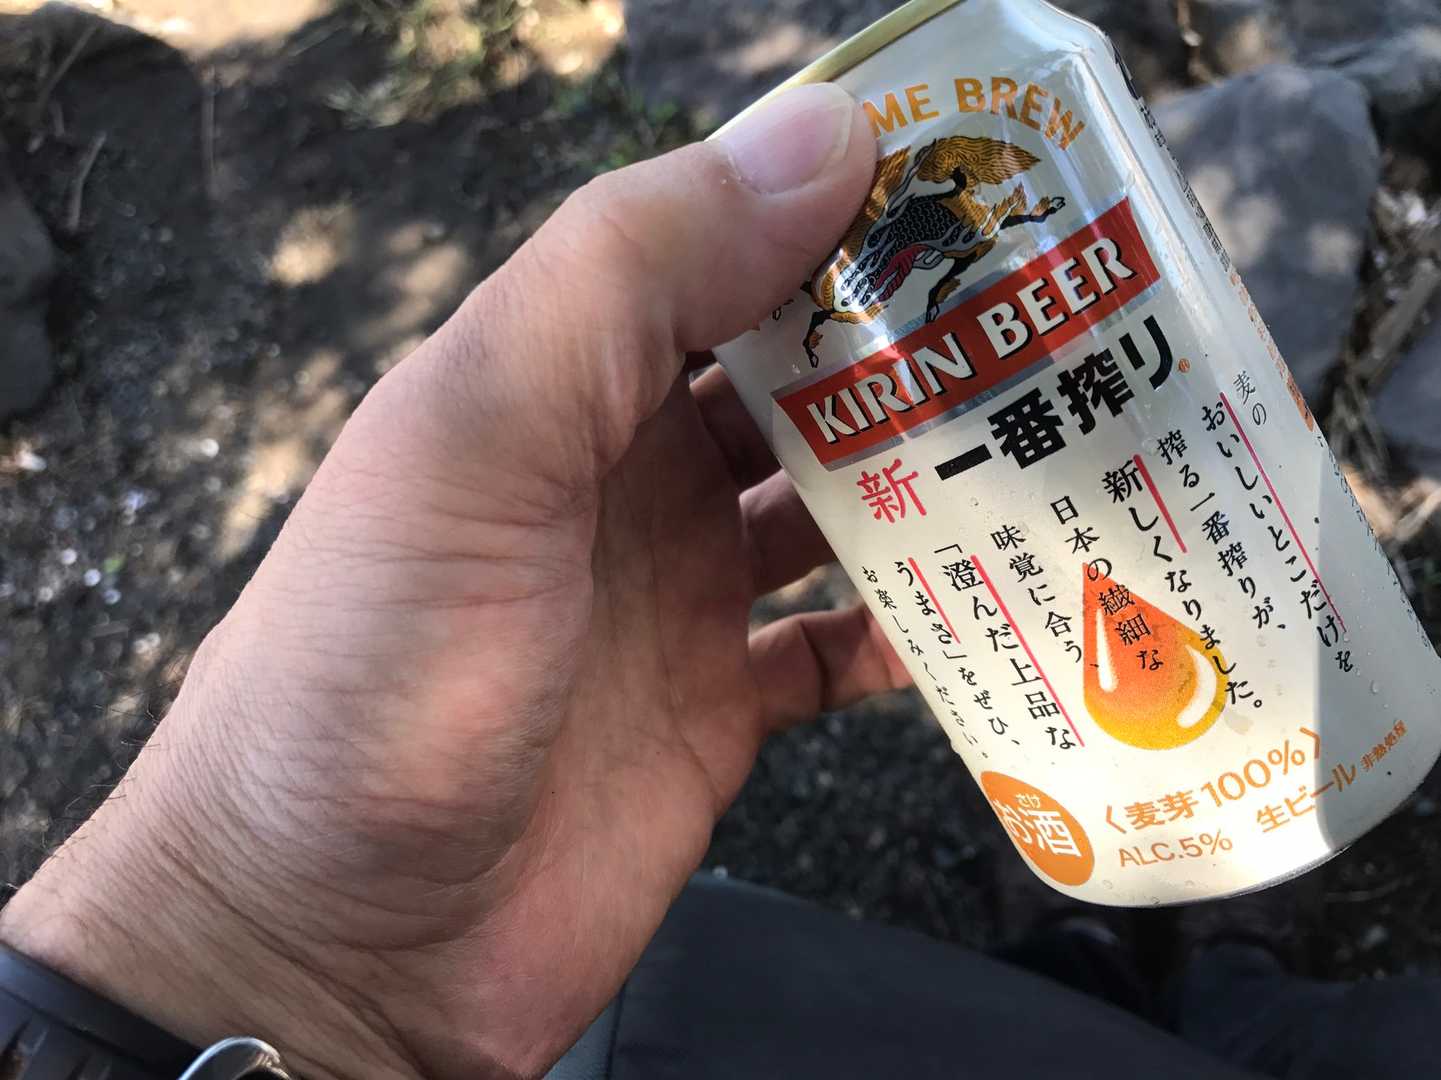 ME BREW
KIRIN BEER
一番搾り®
新
麦の
おいしいとこだけを
搾る一番搾りが、
新しくなりました。
日本の繊細な
味覚に合う、
「澄んだ上品な
うまさ」をぜひ、
お楽しみください。
〈麦芽100%〉
ALC.5% 生ビール 非熱処理
さけ
お酒